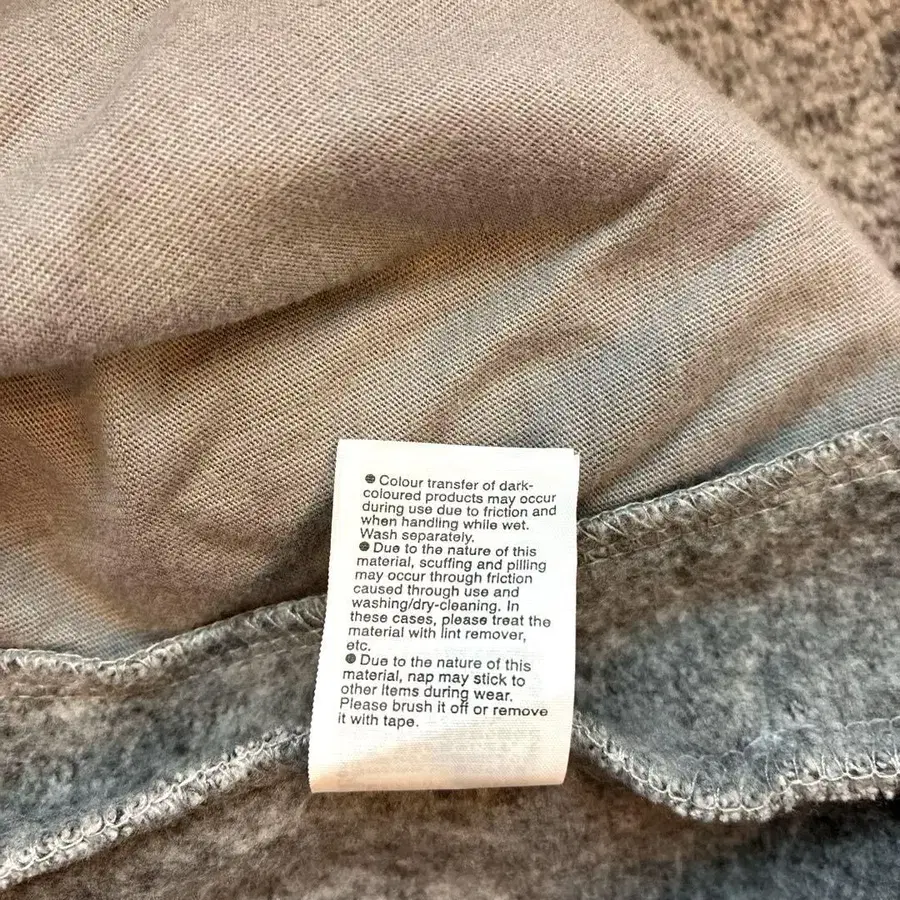 ● Colour transfer of dark-
coloured products may occur
during use due to friction and
when handling while wet.
Wash separately.
● Due to the nature of this
material, scuffing and pilling
may occur through friction
caused through use and
washing/dry-cleaning. In
these cases, please treat the
material with lint remover,
etc.
● Due to the nature of this
material, nap may stick to
other items during wear.
Please brush it off or remove
it with tape.